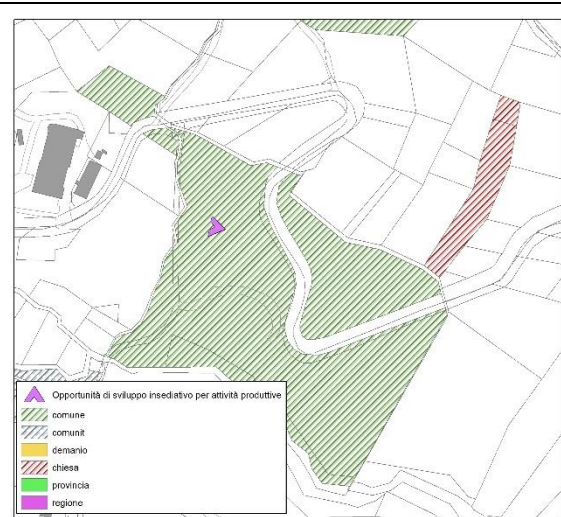 Opportunità di sviluppo insediativo per attività produttive
comune
comunit
demanio
chiesa
provincia
regione